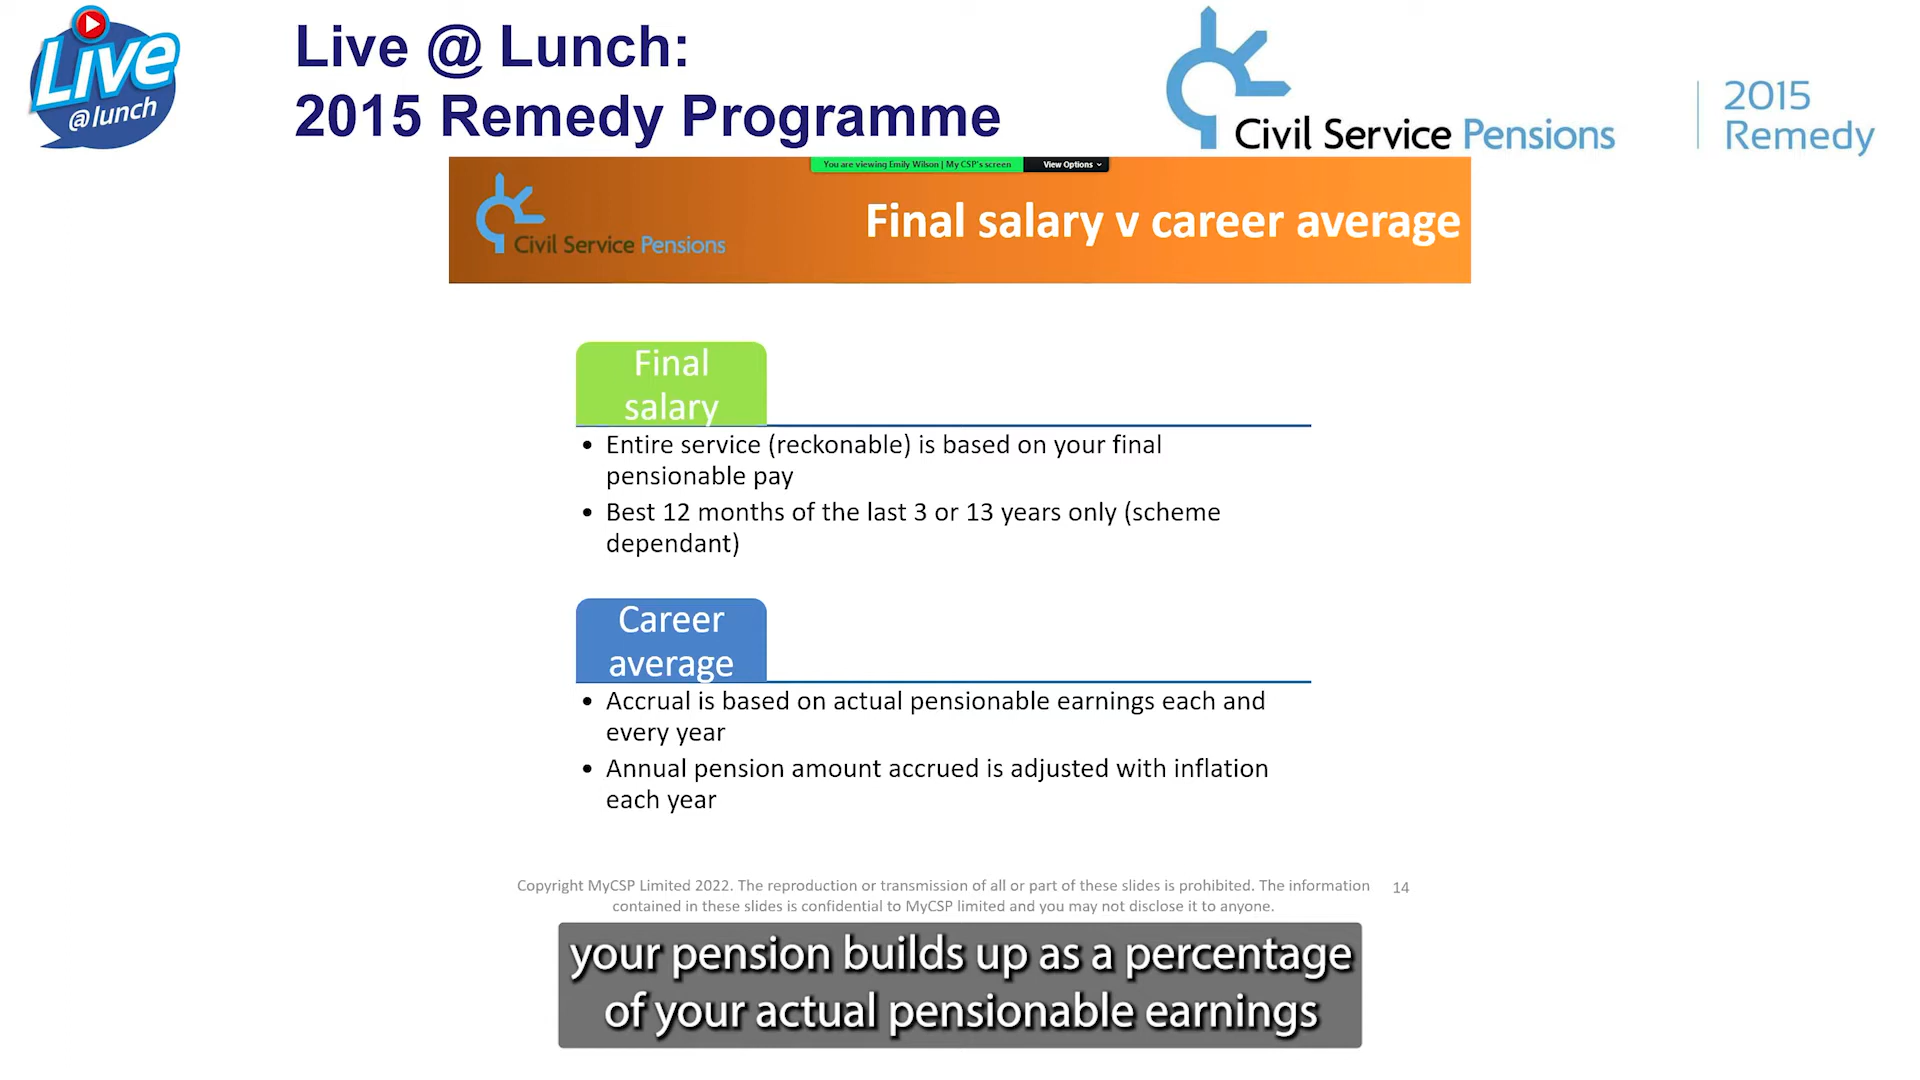 Live
@lunch
Live @ Lunch:
2015 Remedy Programme
Civil Service Pensions
2015
Remedy
You are viewing Emily Wilson | My CSP's screen
View Options
Civil Service Pensions
Final salary v career average
Final
salary
• Entire service (reckonable) is based on your final
pensionable pay
• Best 12 months of the last 3 or 13 years only (scheme
dependant)
Career
average
• Accrual is based on actual pensionable earnings each and
every year
• Annual pension amount accrued is adjusted with inflation
each year
Copyright MyCSP Limited 2022. The reproduction or transmission of all or part of these slides is prohibited. The information
contained in these slides is confidential to MyCSP limited and you may not disclose it to anyone.
14
your pension builds up as a percentage
of your actual pensionable earnings